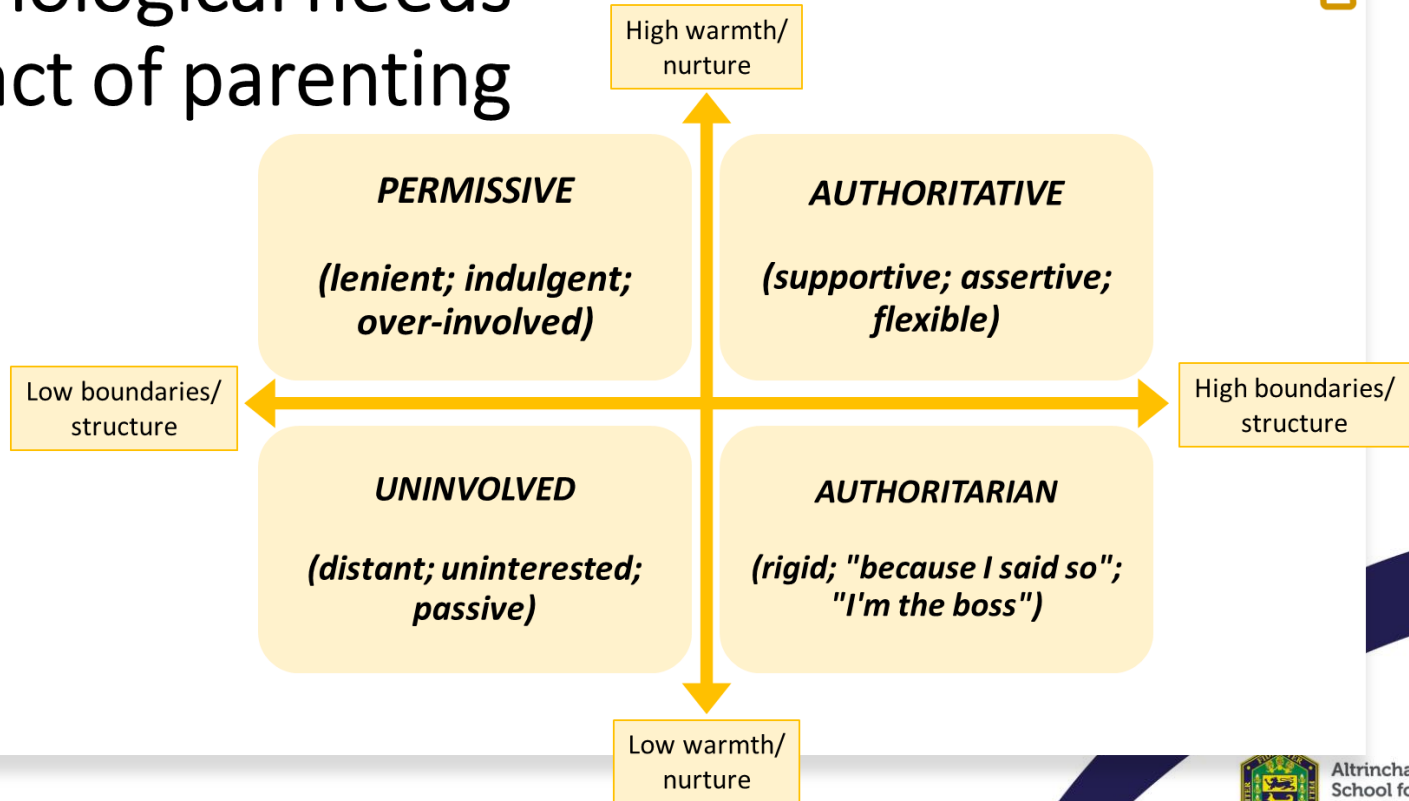 nological needs
act of parenting
High warmth/
nurture
PERMISSIVE
(lenient; indulgent;
over-involved)
AUTHORITATIVE
(supportive; assertive;
flexible)
Low boundaries/
structure
High boundaries/
structure
UNINVOLVED
(distant; uninterested;
passive)
AUTHORITARIAN
(rigid; "because I said so";
"I'm the boss")
Low warmth/
nurture
Altrincha
School fo